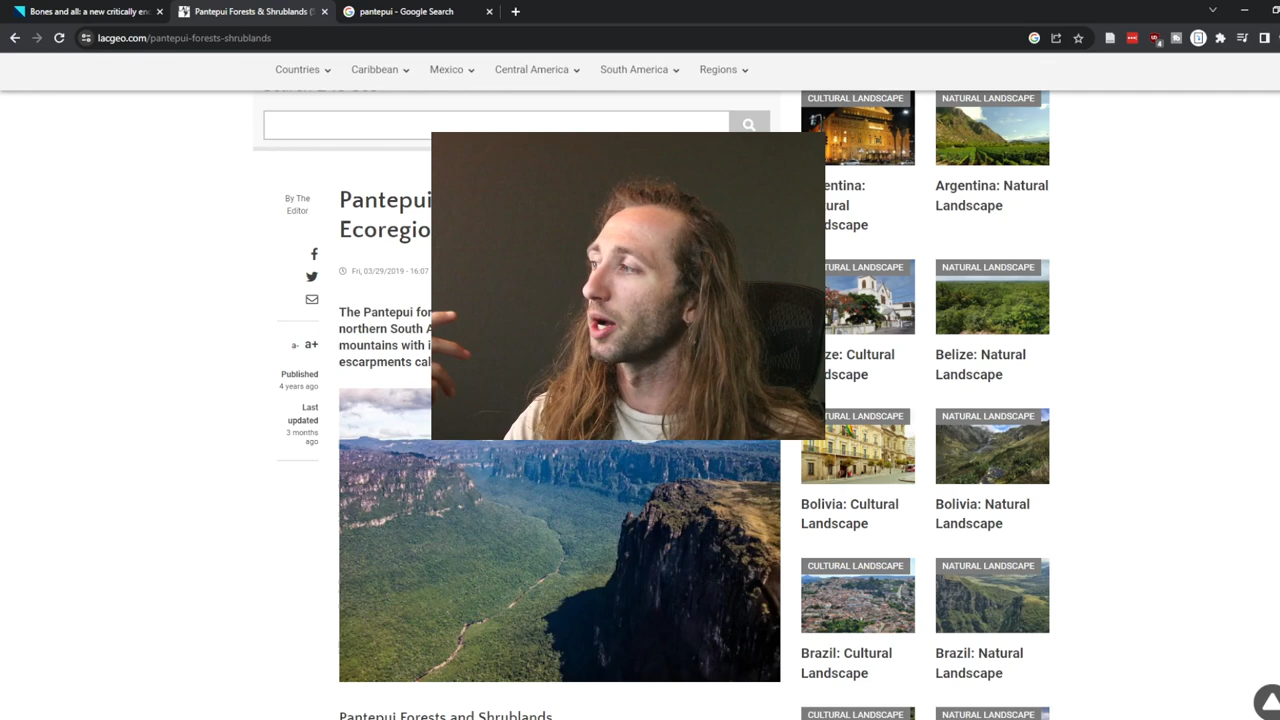 Bones and all: a new critically en
Pantepui Forests & Shrublands (
pantepui - Google Search
lacgeo.com/pantepui-forests-shrublands
Countries
Caribbean
Mexico
Central America
South America
Regions
By The
Editor
Pantepui
Ecoregio
Fri, 03/29/2019 - 16:07
The Pantepui for
northern South A
mountains with i
escarpments cal
a- a+
Published
4 years ago
Last
updated
3 months
ago
Pantepui Forests and Shrublands
CULTURAL LANDSCAPE
entina:
ural
dscape
NATURAL LANDSCAPE
Argentina: Natural
Landscape
TURAL LANDSCAPE
ze: Cultural
dscape
NATURAL LANDSCAPE
Belize: Natural
Landscape
TURAL LANDSCAPE
Bolivia: Cultural
Landscape
NATURAL LANDSCAPE
Bolivia: Natural
Landscape
CULTURAL LANDSCAPE
Brazil: Cultural
Landscape
NATURAL LANDSCAPE
Brazil: Natural
Landscape
CULTURAL LANDSCAPE
NATURAL LANDSCAPE